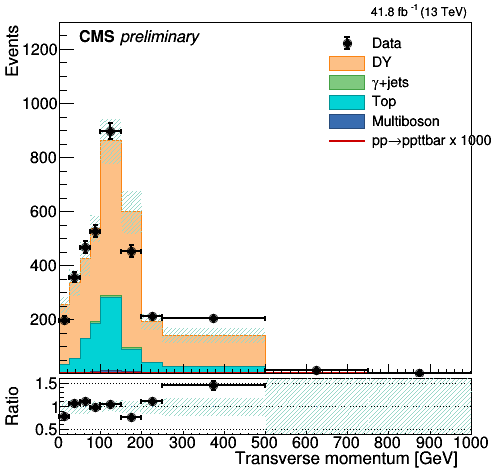 41.8 fb⁻¹ (13 TeV)
CMS preliminary
Events
1200
1000
800
600
400
200
Data
DY
γ+jets
Top
Multiboson
pp→ppttbar x 1000
Ratio
1.5
1
0.5
0 100 200 300 400 500 600 700 800 900 1000
Transverse momentum [GeV]